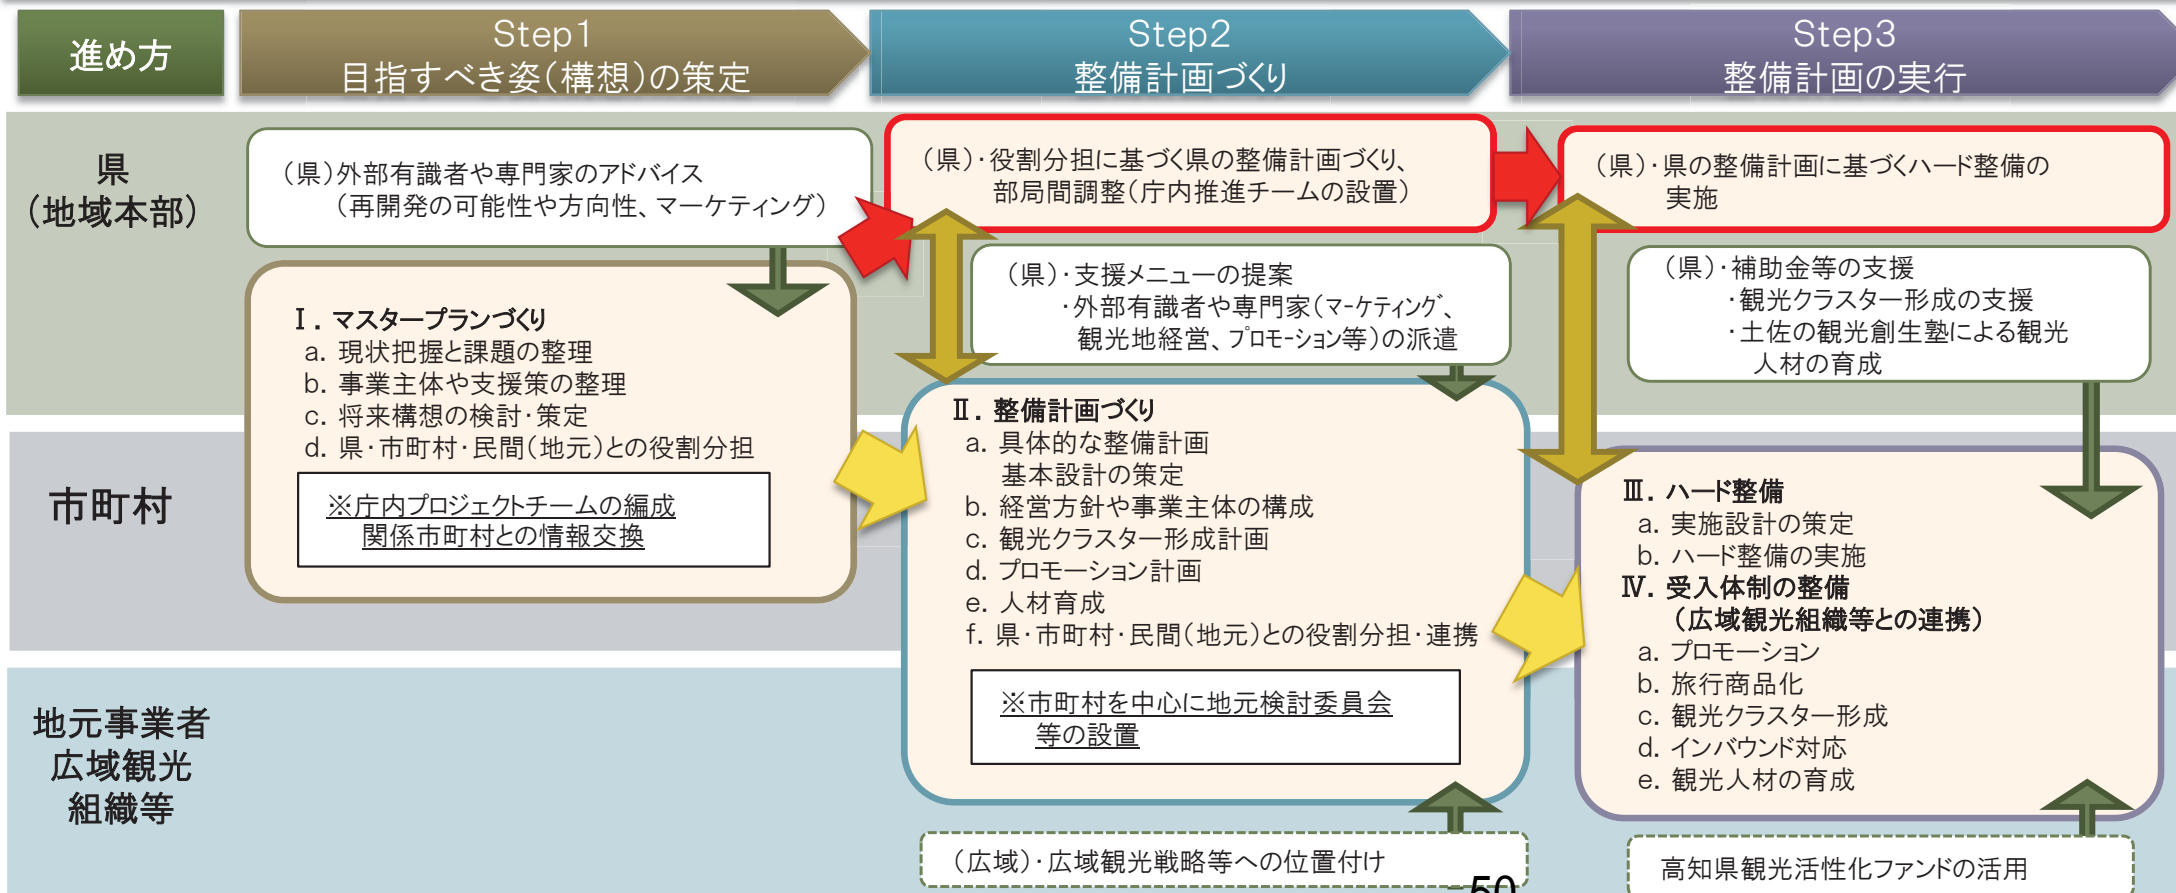 進め方
Step1
目指すべき姿(構想)の策定
Step2
整備計画づくり
Step3
整備計画の実行
県
(地域本部)
(県)外部有識者や専門家のアドバイス
(再開発の可能性や方向性、マーケティング)
Ⅰ．マスタープランづくり
a．現状把握と課題の整理
b．事業主体や支援策の整理
c．将来構想の検討・策定
d．県・市町村・民間(地元)との役割分担
※庁内プロジェクトチームの編成
関係市町村との情報交換
(県)・役割分担に基づく県の整備計画づくり、
部局間調整(庁内推進チームの設置)
(県)・支援メニューの提案
・外部有識者や専門家(マーケティング、
観光地経営、プロモーション等)の派遣
Ⅱ．整備計画づくり
a．具体的な整備計画
基本設計の策定
b．経営方針や事業主体の構成
c．観光クラスター形成計画
d．プロモーション計画
e．人材育成
f．県・市町村・民間(地元)との役割分担・連携
※市町村を中心に地元検討委員会
等の設置
(広域)・広域観光戦略等への位置付け
(県)・県の整備計画に基づくハード整備の
実施
(県)・補助金等の支援
・観光クラスター形成の支援
・土佐の観光創生塾による観光
人材の育成
Ⅲ．ハード整備
a．実施設計の策定
b．ハード整備の実施
Ⅳ．受入体制の整備
(広域観光組織等との連携)
a．プロモーション
b．旅行商品化
c．観光クラスター形成
d．インバウンド対応
e．観光人材の育成
高知県観光活性化ファンドの活用
市町村
地元事業者
広域観光
組織等
50